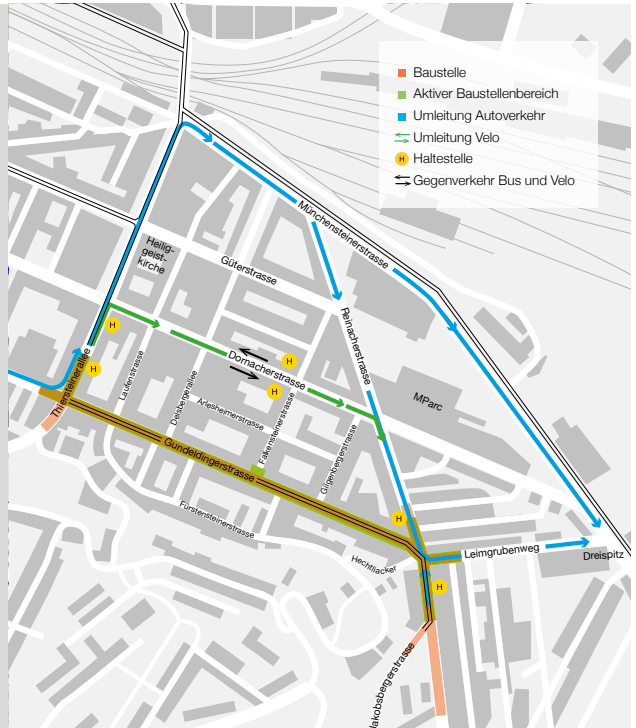 Baustelle
Aktiver Baustellenbereich
Umleitung Autoverkehr
Umleitung Velo
H Haltestelle
Gegenverkehr Bus und Velo
Münchensteinerstrasse
Heilig-
geist-
kirche
Güterstrasse
Reinacherstrasse
H
H
H
H
Thiersteinerallee
Laufenstrasse
Delsbergerallee
Dornacherstrasse
Arlesheimerstrasse
Falkensteinerstrasse
Gilgenbergerstrasse
MParc
Gundeldingerstrasse
Fürstensteinerstrasse
H
Hechtliacker
Leimgrubenweg
Dreispitz
H
Jakobsbergerstrasse